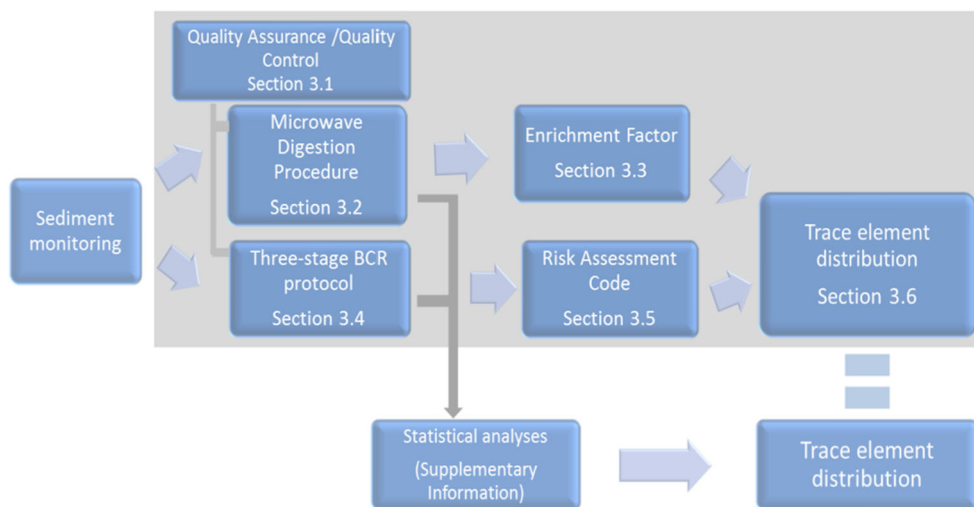 Quality Assurance /Quality
Control
Section 3.1
Microwave
Digestion
Procedure
Section 3.2
Enrichment Factor
Section 3.3
Sediment
monitoring
Three-stage BCR
protocol
Section 3.4
Risk Assessment
Code
Section 3.5
Trace element
distribution
Section 3.6
Statistical analyses
(Supplementary
Information)
Trace element
distribution